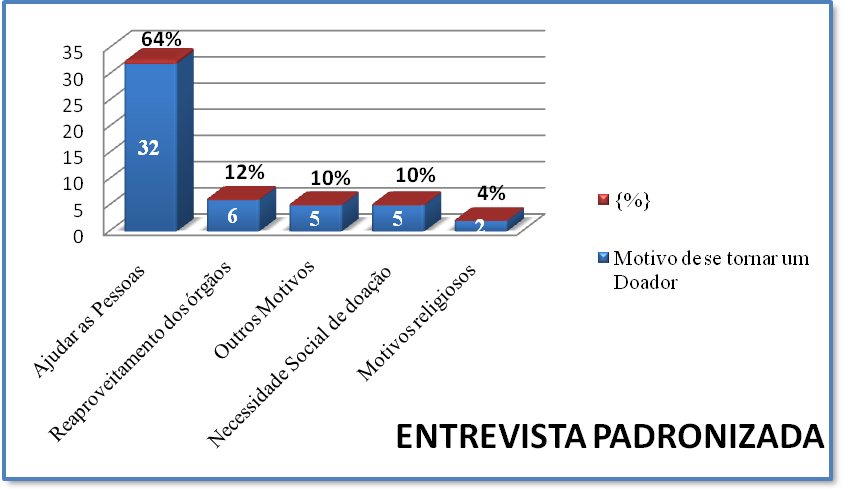 35
30
25
20
15
10
5
0
64%
12%
10%
10%
4%
32
6
5
5
2
Ajudar as Pessoas
Reaproveitamento dos órgãos
Outros Motivos
Necessidade Social de doação
Motivos religiosos
{%}
Motivo de se tornar um
Doador
ENTREVISTA PADRONIZADA